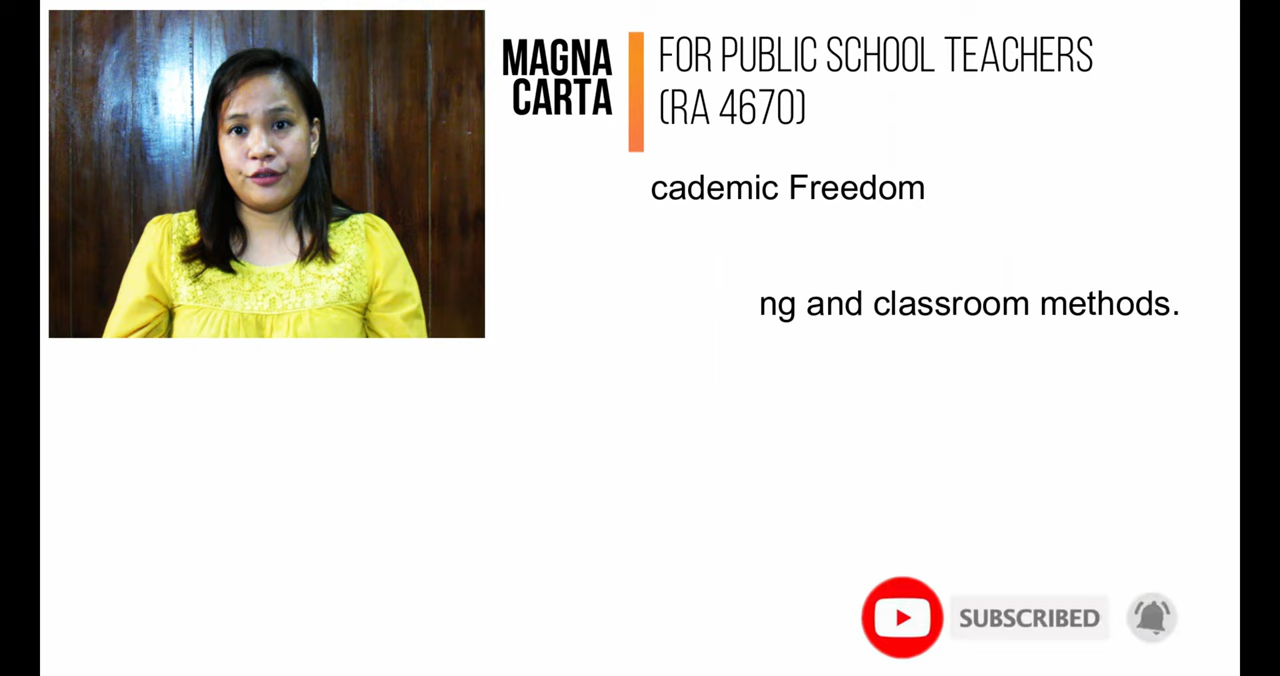 MAGNA
CARTA
FOR PUBLIC SCHOOL TEACHERS
(RA 4670)
cademic Freedom
ng and classroom methods.
SUBSCRIBED